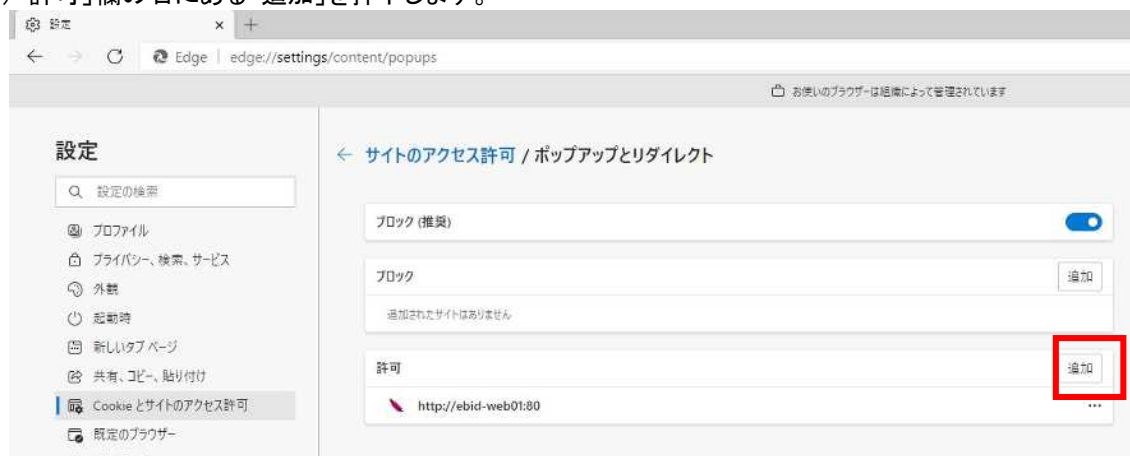 許可」欄の右にある「追加」を押下します。
設定
Edge edge://settings/content/popups
お使いのブラウザーは組織によって管理されています
設定
サイトのアクセス許可 / ポップアップとリダイレクト
設定の検索
ブロック (推奨)
プロファイル
プライバシー、検索、サービス
ブロック
追加
外観
起動時
追加されたサイトはありません
新しいタブ ページ
許可
追加
共有、コピー、貼り付け
Cookie とサイトのアクセス許可
http://ebid-web01:80
既定のブラウザー